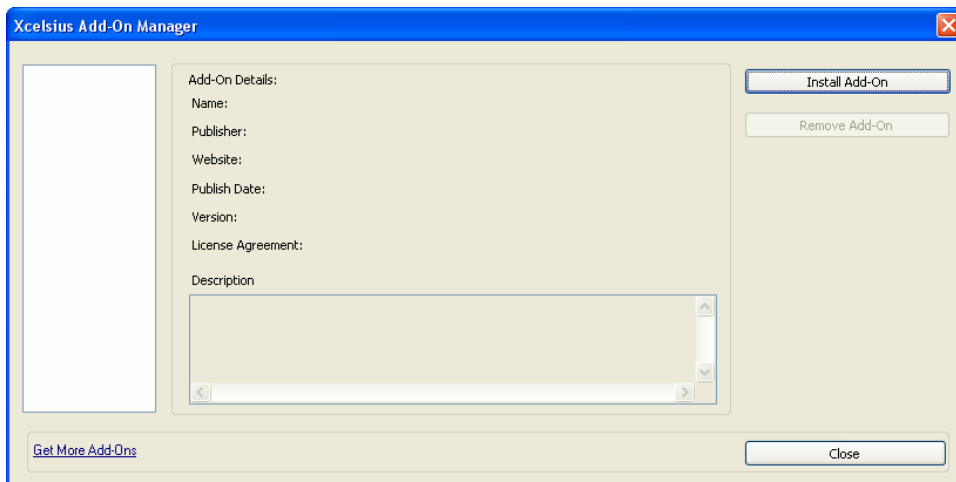 Xcelsius Add-On Manager
Add-On Details:
Name:
Publisher:
Website:
Publish Date:
Version:
License Agreement:
Description
Install Add-On
Remove Add-On
Get More Add-Ons
Close